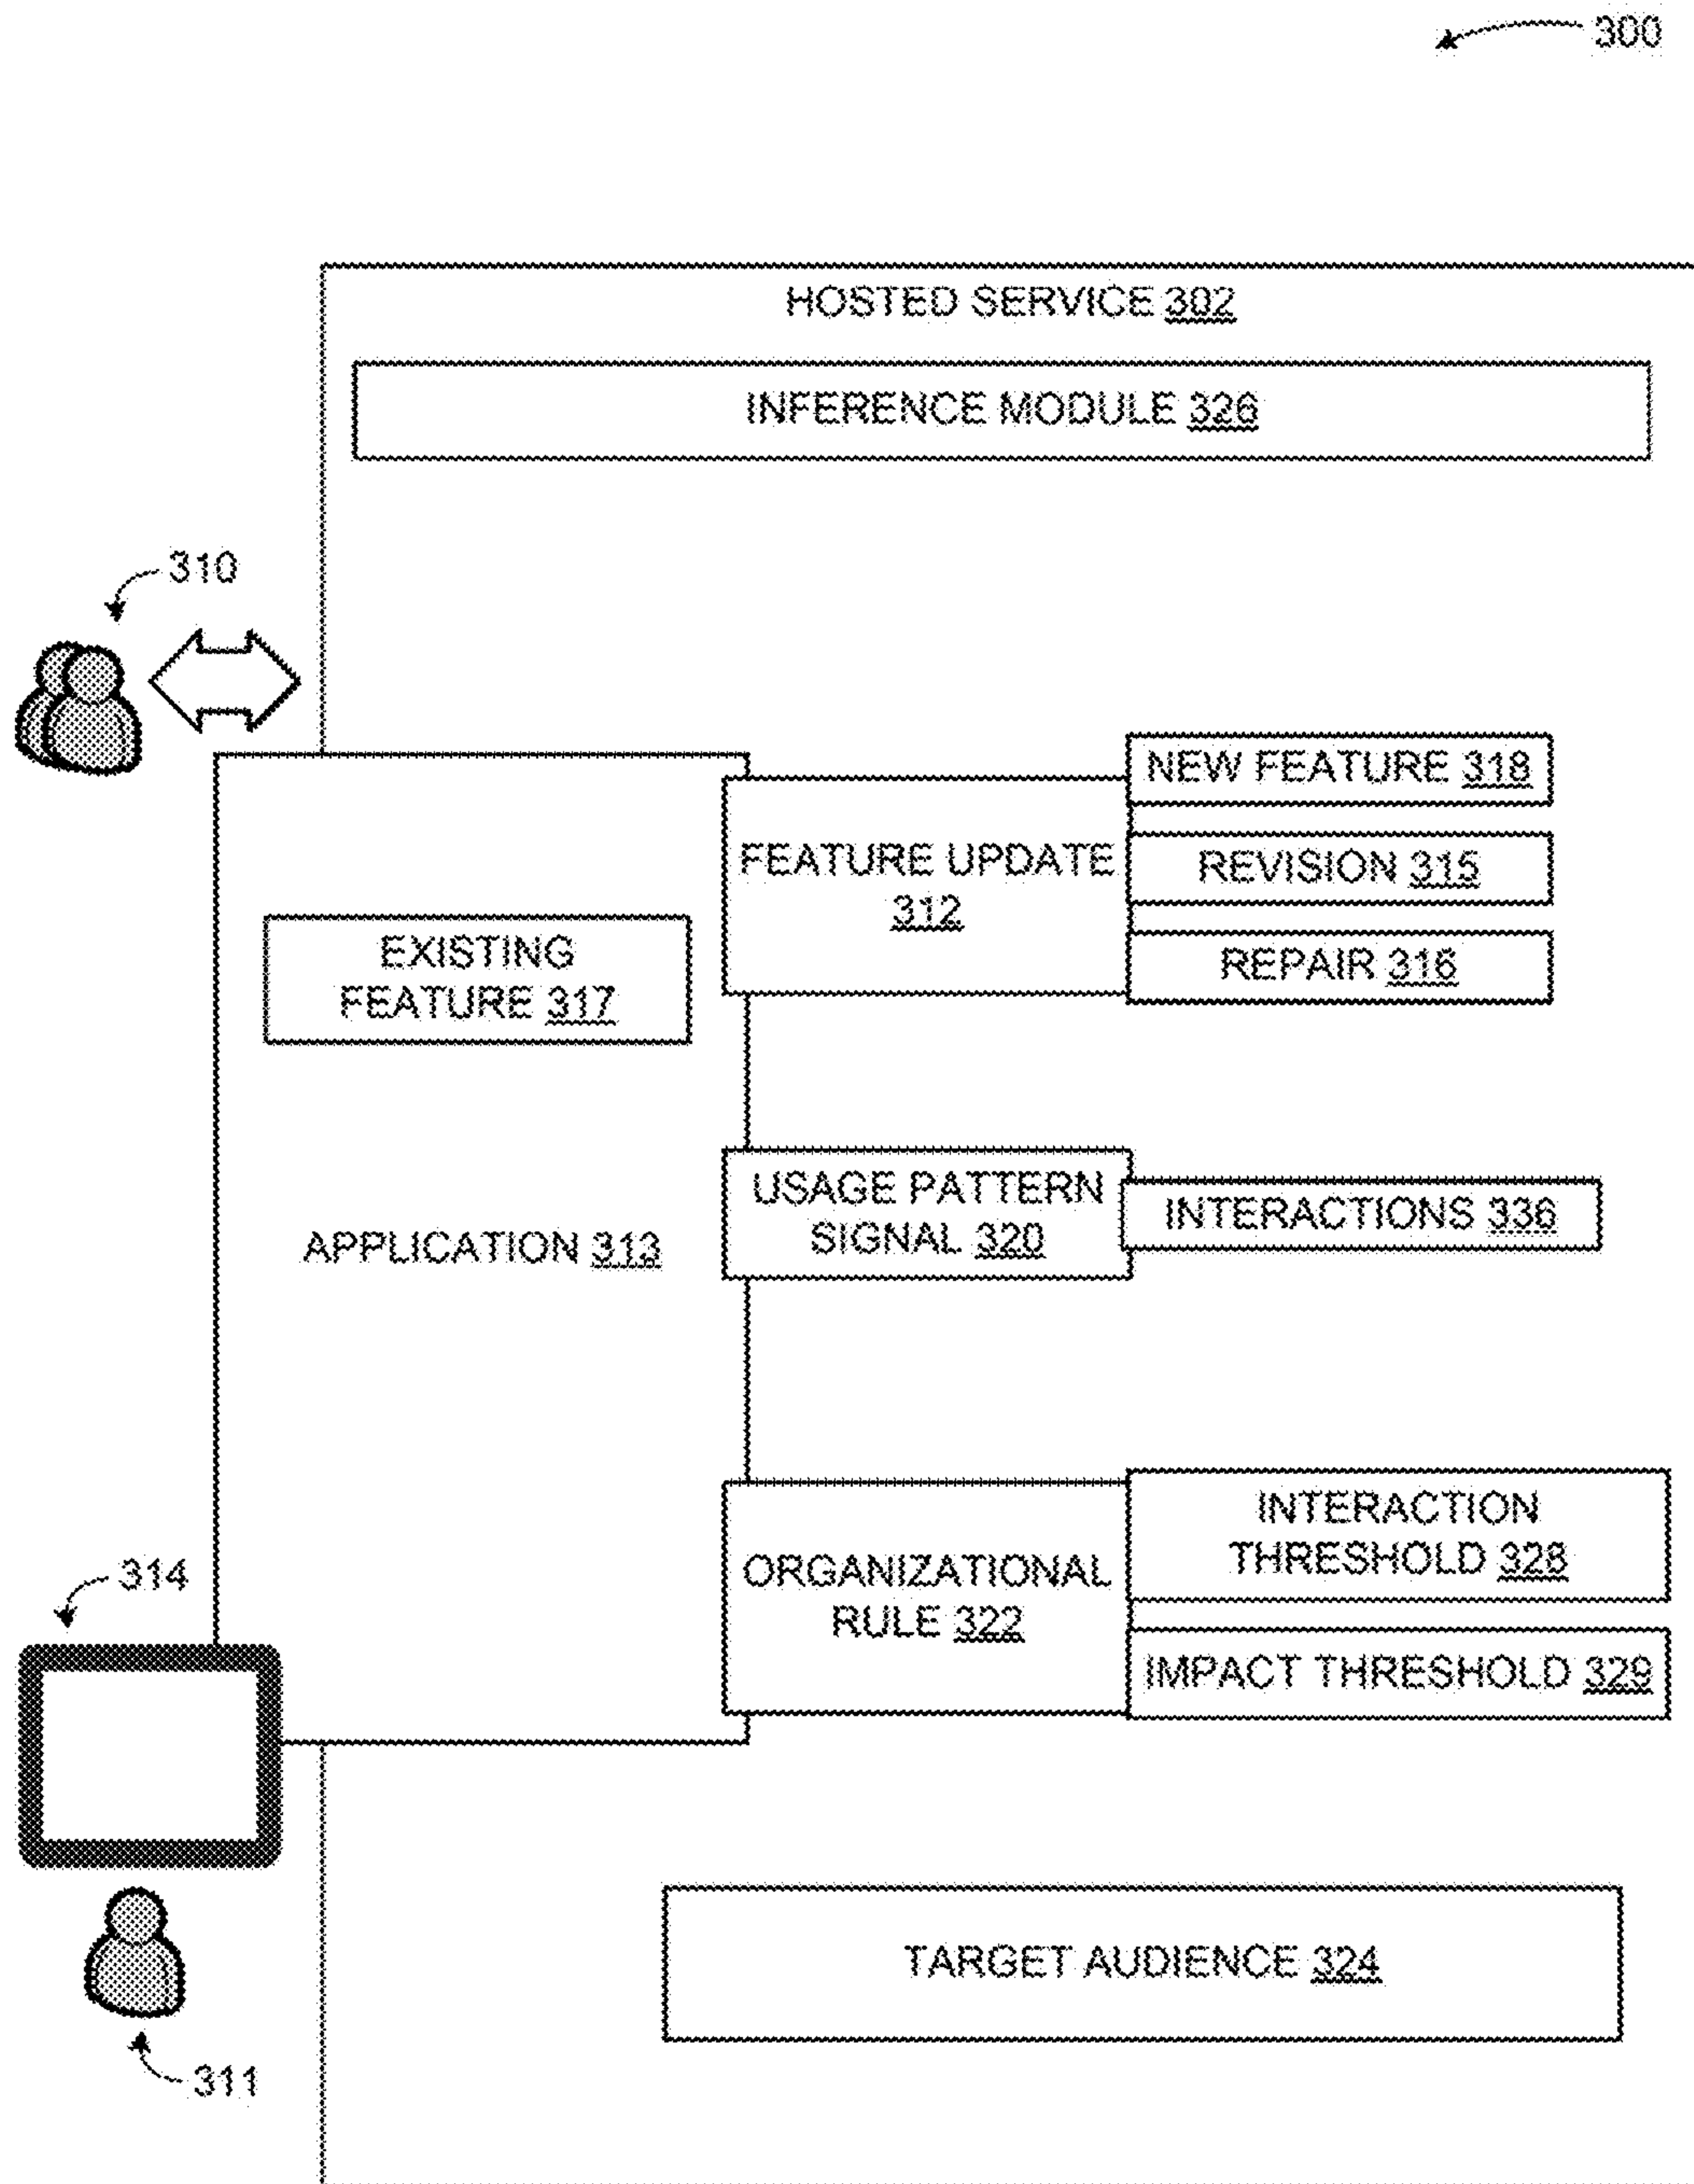 300
HOSTED SERVICE 302
INFERENCE MODULE 326
310
NEW FEATURE 318
FEATURE UPDATE
312
REVISION 315
REPAIR 316
EXISTING
FEATURE 317
USAGE PATTERN
SIGNAL 320
INTERACTIONS 336
APPLICATION 313
INTERACTION
THRESHOLD 328
ORGANIZATIONAL
RULE 322
IMPACT THRESHOLD 329
314
TARGET AUDIENCE 324
311